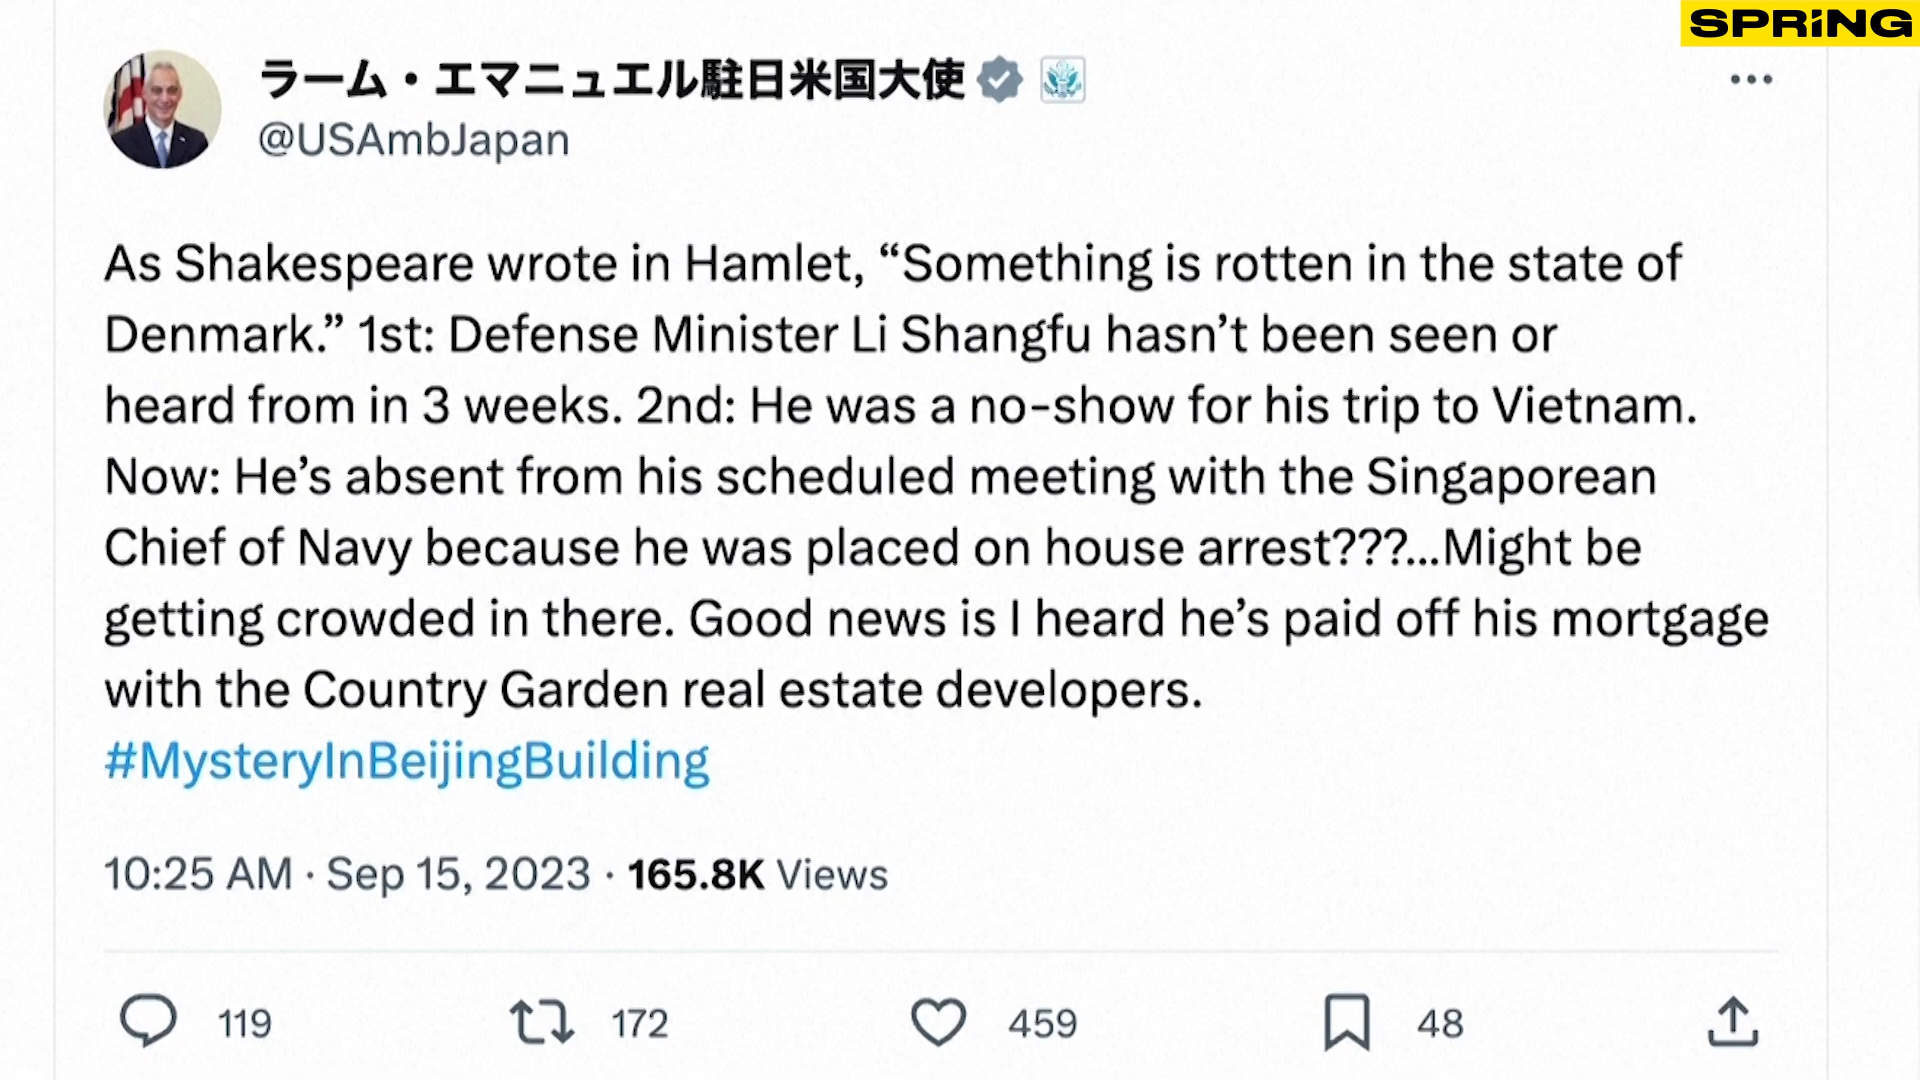 SPRiNG
ラーム・エマニュエル駐日米国大使
@USAmbJapan
As Shakespeare wrote in Hamlet, “Something is rotten in the state of
Denmark.” 1st: Defense Minister Li Shangfu hasn’t been seen or
heard from in 3 weeks. 2nd: He was a no-show for his trip to Vietnam.
Now: He’s absent from his scheduled meeting with the Singaporean
Chief of Navy because he was placed on house arrest???...Might be
getting crowded in there. Good news is I heard he’s paid off his mortgage
with the Country Garden real estate developers.
#MysteryInBeijingBuilding
10:25 AM · Sep 15, 2023 · 165.8K Views
119 172 459 48